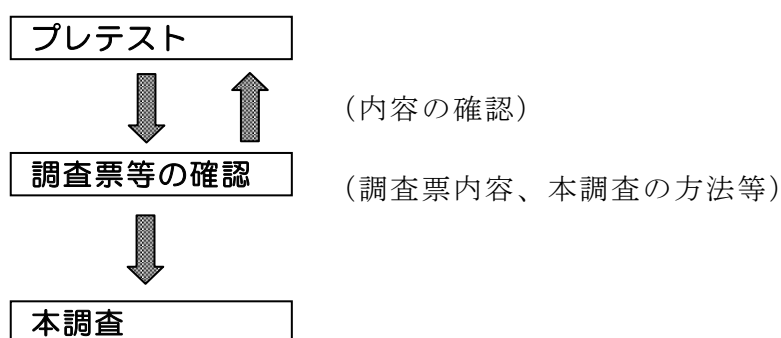 プレテスト
（内容の確認）
調査票等の確認
（調査票内容、本調査の方法等）
本調査